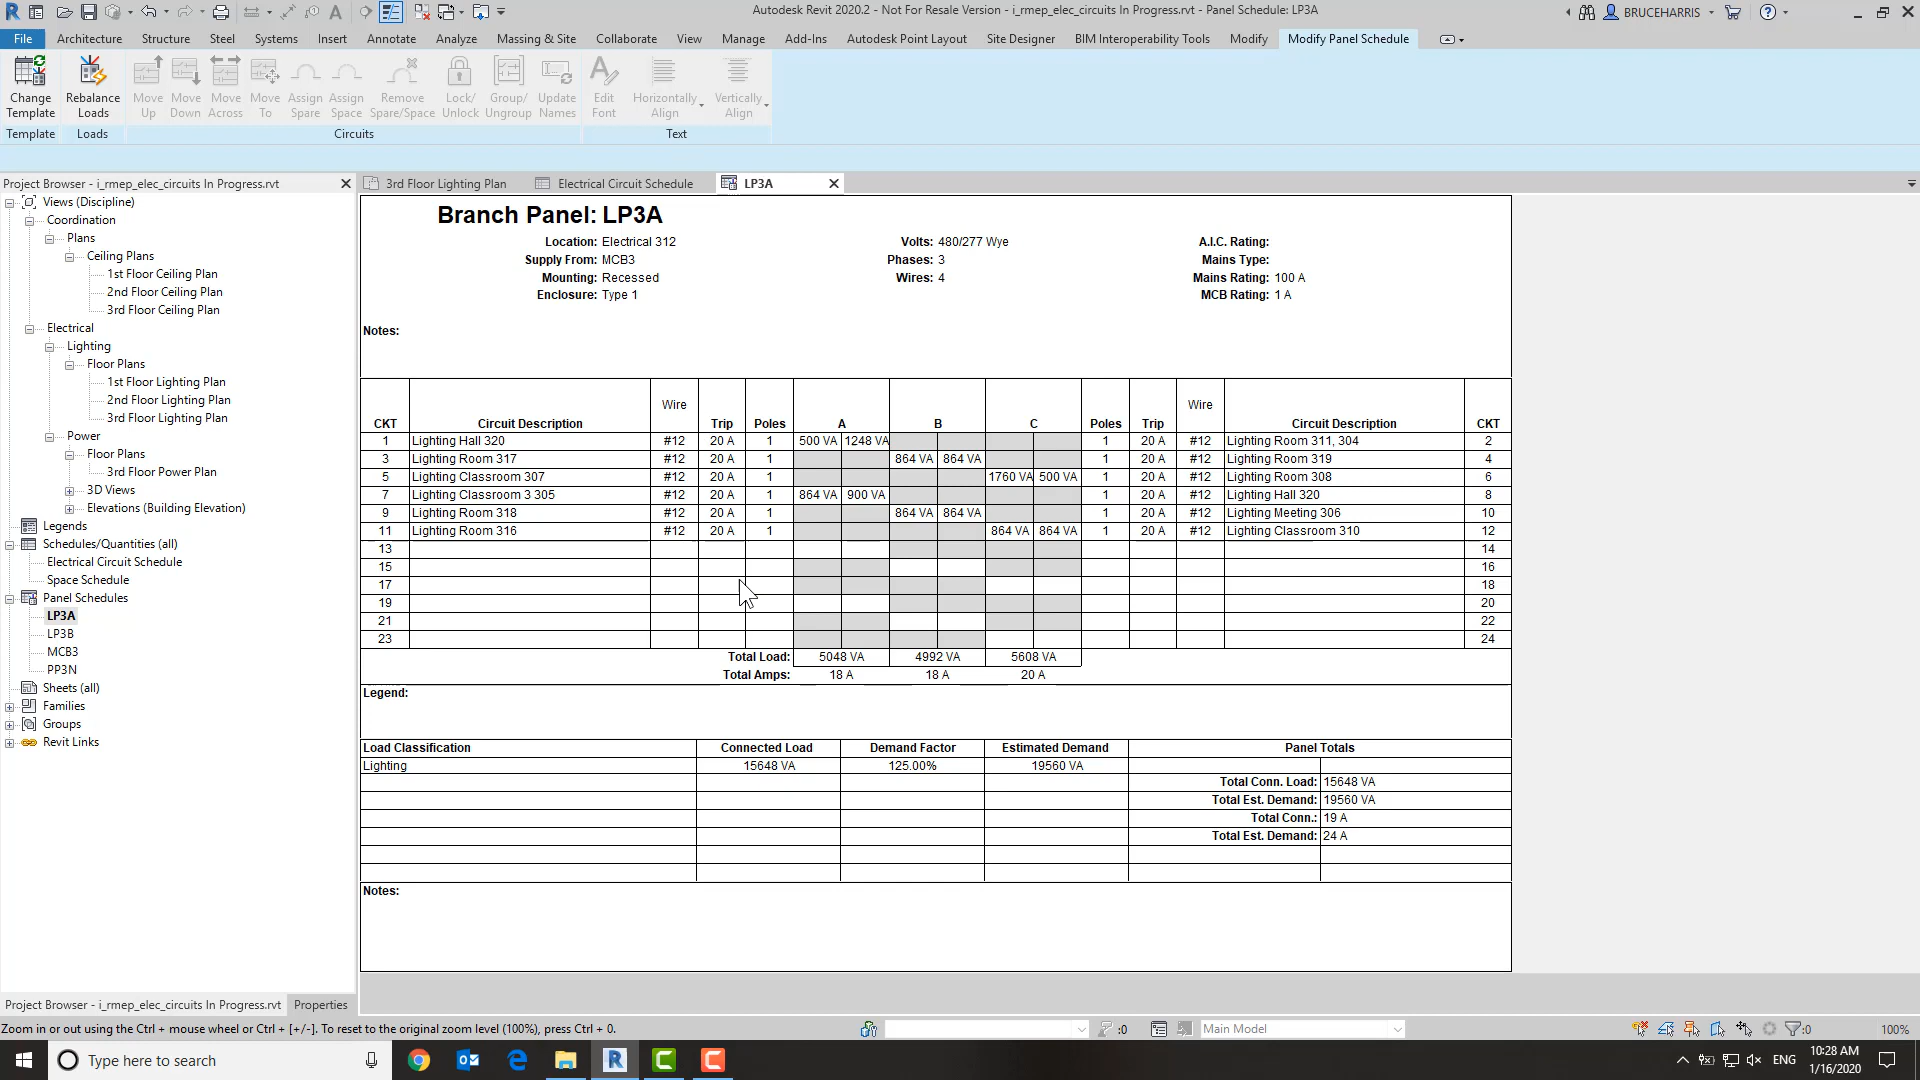 Autodesk Revit 2020.2 - Not For Resale Version - i_rmep_elec_circuits In Progress.rvt - Panel Schedule: LP3A
BRUCEHARRIS
File Architecture Structure Steel Systems Insert Annotate Analyze Massing & Site Collaborate View Manage Add-Ins Autodesk Point Layout Site Designer BIM Interoperability Tools Modify Modify Panel Schedule
Change Template
Rebalance Loads
Move Up
Move Down
Move Across
Move To
Assign Spare
Assign Space
Remove Spare/Space
Lock/ Unlock
Group/ Ungroup
Update Names
Edit Font
Horizontally Align
Vertically Align
Template Loads Circuits Text
Project Browser - i_rmep_elec_circuits In Progress.rvt
3rd Floor Lighting Plan Electrical Circuit Schedule LP3A
Views (Discipline)
Coordination
Plans
Ceiling Plans
1st Floor Ceiling Plan
2nd Floor Ceiling Plan
3rd Floor Ceiling Plan
Electrical
Lighting
Floor Plans
1st Floor Lighting Plan
2nd Floor Lighting Plan
3rd Floor Lighting Plan
Power
Floor Plans
3rd Floor Power Plan
3D Views
Elevations (Building Elevation)
Legends
Schedules/Quantities (all)
Electrical Circuit Schedule
Space Schedule
Panel Schedules
LP3A
LP3B
MCB3
PP3N
Sheets (all)
Families
Groups
Revit Links
Project Browser - i_rmep_elec_circuits In Progress.rvt Properties
Branch Panel: LP3A
Location: Electrical 312 Volts: 480/277 Wye A.I.C. Rating:
Supply From: MCB3 Phases: 3 Mains Type:
Mounting: Recessed Wires: 4 Mains Rating: 100 A
Enclosure: Type 1 MCB Rating: 1 A
Notes:
Wire Wire
CKT Circuit Description Trip Poles A B C Poles Trip Circuit Description CKT
1 Lighting Hall 320 #12 20 A 1 500 VA 1248 VA 1 20 A #12 Lighting Room 311, 304 2
3 Lighting Room 317 #12 20 A 1 864 VA 864 VA 1 20 A #12 Lighting Room 319 4
5 Lighting Classroom 307 #12 20 A 1 1760 VA 500 VA 1 20 A #12 Lighting Room 308 6
7 Lighting Classroom 3 305 #12 20 A 1 864 VA 900 VA 1 20 A #12 Lighting Hall 320 8
9 Lighting Room 318 #12 20 A 1 864 VA 864 VA 1 20 A #12 Lighting Meeting 306 10
11 Lighting Room 316 #12 20 A 1 864 VA 864 VA 1 20 A #12 Lighting Classroom 310 12
13 14
15 16
17 18
19 20
21 22
23 24
Total Load: 5048 VA 4992 VA 5608 VA
Total Amps: 18 A 18 A 20 A
Legend:
Load Classification Connected Load Demand Factor Estimated Demand Panel Totals
Lighting 15648 VA 125.00% 19560 VA
Total Conn. Load: 15648 VA
Total Est. Demand: 19560 VA
Total Conn.: 19 A
Total Est. Demand: 24 A
Notes:
Zoom in or out using the Ctrl + mouse wheel or Ctrl + [+/-]. To reset to the original zoom level (100%), press Ctrl + 0.
:0 Main Model :0 100%
Type here to search
ENG
10:28 AM
1/16/2020